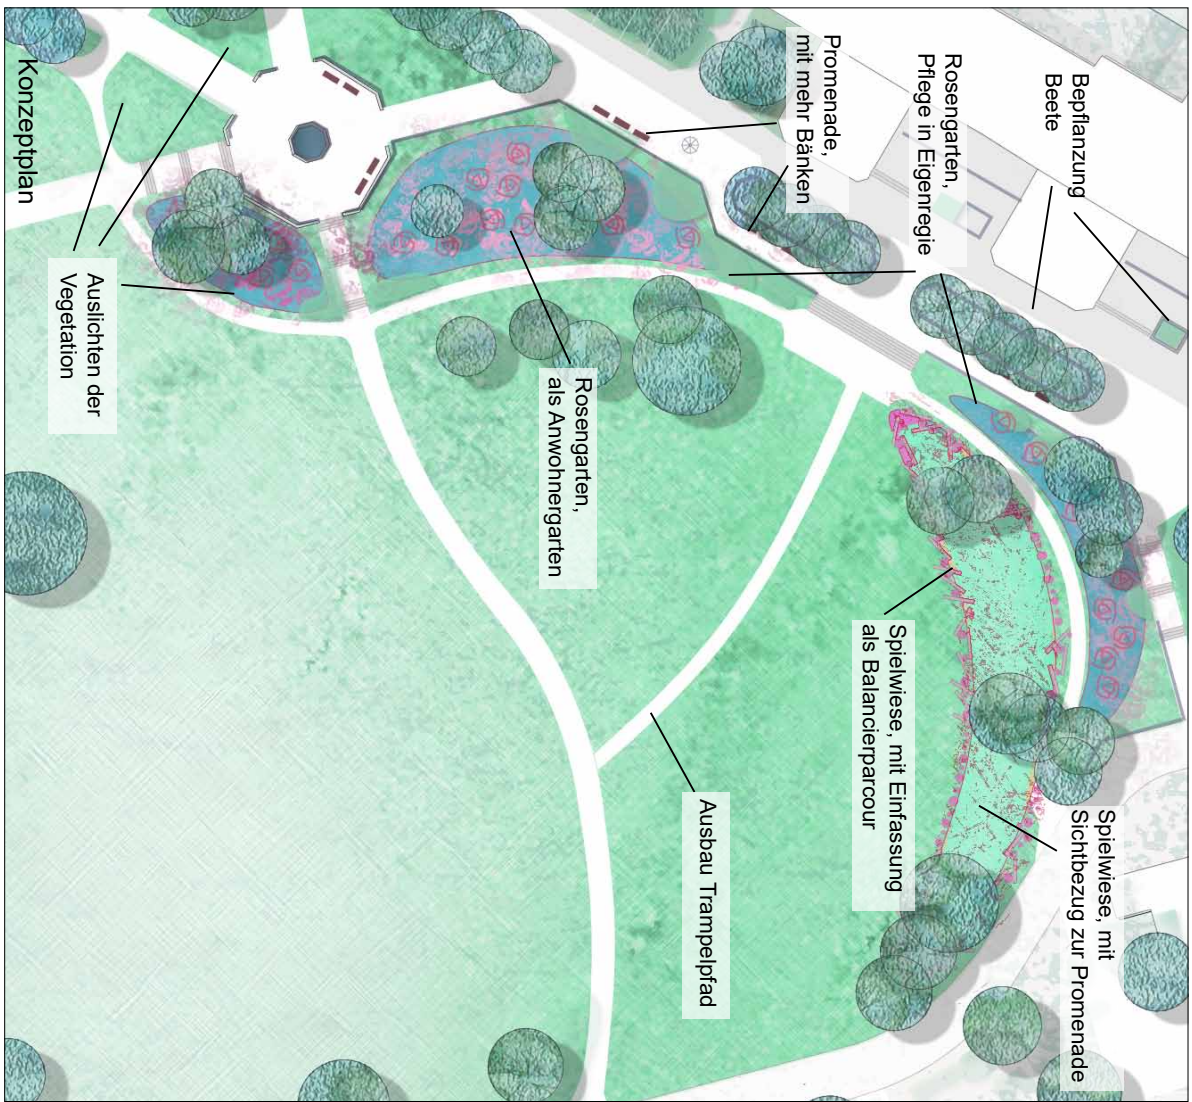 Bepflanzung
Beete
Rosengarten,
Pflege in Eigenregie
Promenade,
mit mehr Bänken
Spielwiese, mit
Sichtbezug zur Promenade
Spielwiese, mit Einfassung
als Balancierparcour
Ausbau Trampelpfad
Rosengarten,
als Anwohnergarten
Auslichten der
Vegetation
Konzeptplan